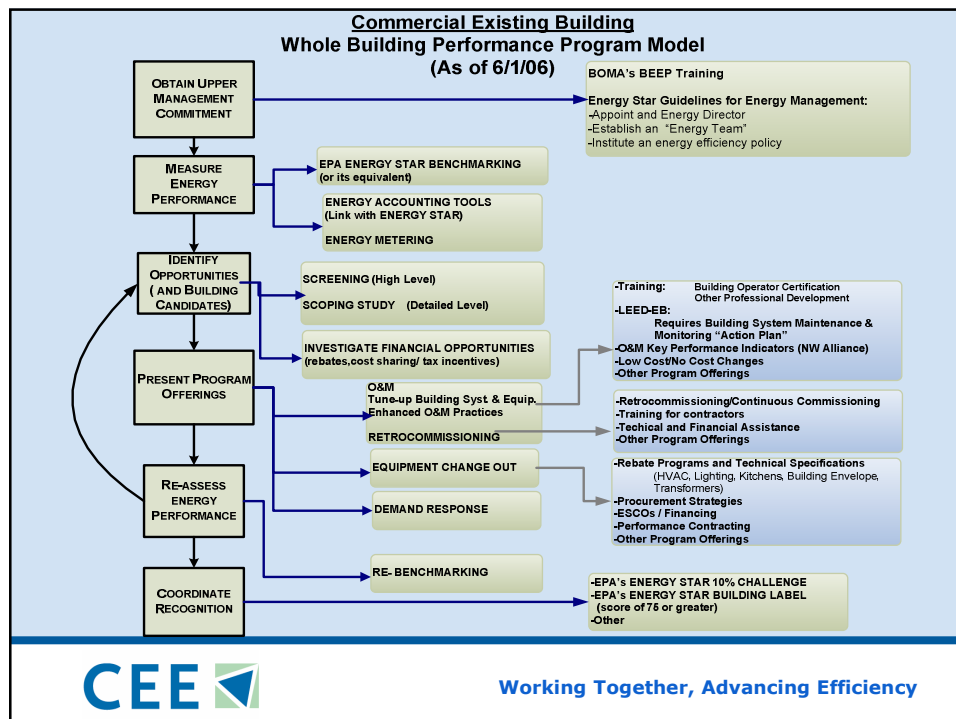 Commercial Existing Building
Whole Building Performance Program Model
(As of 6/1/06)
OBTAIN UPPER
MANAGEMENT
COMMITMENT
BOMA's BEEP Training
Energy Star Guidelines for Energy Management:
-Appoint and Energy Director
-Establish an "Energy Team"
-Institute an energy efficiency policy
MEASURE
ENERGY
PERFORMANCE
EPA ENERGY STAR BENCHMARKING
(or its equivalent)
ENERGY ACCOUNTING TOOLS
(Link with ENERGY STAR)
ENERGY METERING
IDENTIFY
OPPORTUNITIES
( AND BUILDING
CANDIDATES)
SCREENING (High Level)
SCOPING STUDY (Detailed Level)
INVESTIGATE FINANCIAL OPPORTUNITIES
(rebates,cost sharing/ tax incentives)
PRESENT PROGRAM
OFFERINGS
O&M
Tune-up Building Syst. & Equip.
Enhanced O&M Practices
RETROCOMMISSIONING
-Training: Building Operator Certification
Other Professional Development
-LEED-EB:
Requires Building System Maintenance &
Monitoring "Action Plan"
-O&M Key Performance Indicators (NW Alliance)
-Low Cost/No Cost Changes
-Other Program Offerings
-Retrocommissioning/Continuous Commissioning
-Training for contractors
-Techical and Financial Assistance
-Other Program Offerings
EQUIPMENT CHANGE OUT
-Rebate Programs and Technical Specifications
(HVAC, Lighting, Kitchens, Building Envelope,
Transformers)
-Procurement Strategies
-ESCOs / Financing
-Performance Contracting
-Other Program Offerings
DEMAND RESPONSE
RE-ASSESS
ENERGY
PERFORMANCE
RE- BENCHMARKING
COORDINATE
RECOGNITION
-EPA's ENERGY STAR 10% CHALLENGE
-EPA's ENERGY STAR BUILDING LABEL
(score of 75 or greater)
-Other
CEE
Working Together, Advancing Efficiency